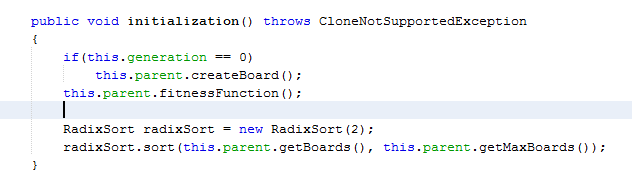 public void initialization() throws CloneNotSupportedException
{
if(this.generation == 0)
this.parent.createBoard();
this.parent.fitnessFunction();
RadixSort radixSort = new RadixSort(2);
radixSort.sort(this.parent.getBoards(), this.parent.getMaxBoards());
}